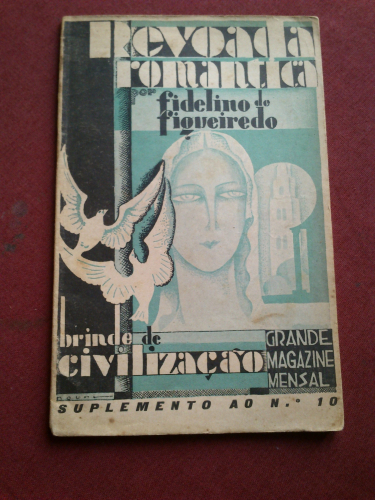 Revoada
romantica
por fidelino de
figueiredo
brinde de
civilização
GRANDE
MAGAZINE
MENSAL
SUPLEMENTO AO N.º 10